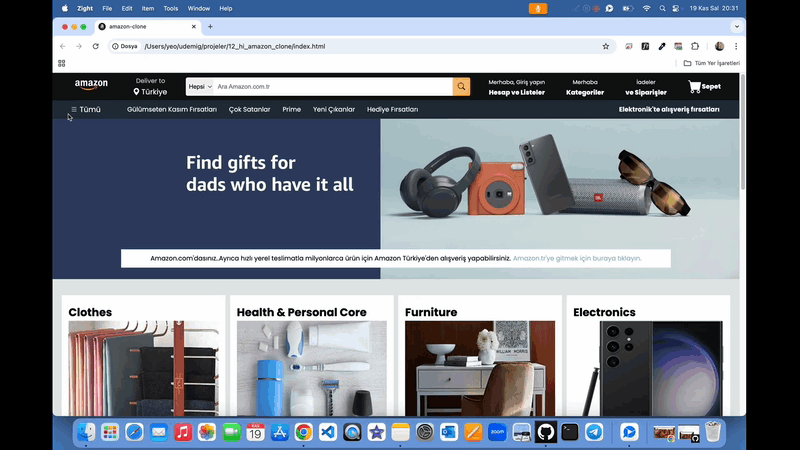 Zight File Edit Item Tools Window Help
19 Kas Sal 20:31
amazon-clone
Dosya /Users/yeo/udemig/projeler/12_hi_amazon_clone/index.html
Tüm Yer İşaretleri
amazon
Deliver to
Türkiye
Hepsi
Ara Amazon.com.tr
Merhaba, Giriş yapın
Hesap ve Listeler
Merhaba
Kategoriler
İadeler
ve Siparişler
Sepet
Tümü Gülümseten Kasım Fırsatları Çok Satanlar Prime Yeni Çıkanlar Hediye Fırsatları Elektronik'te alışveriş fırsatları
Find gifts for
dads who have it all
JBL
Amazon.com'dasınız..Ayrıca hızlı yerel teslimatla milyonlarca ürün için Amazon Türkiye'den alışveriş yapabilirsiniz. Amazon.tr'ye gitmek için buraya tıklayın.
Clothes Health & Personal Core Furniture Electronics
WILLIAM MORRIS
KAS
19
zoom